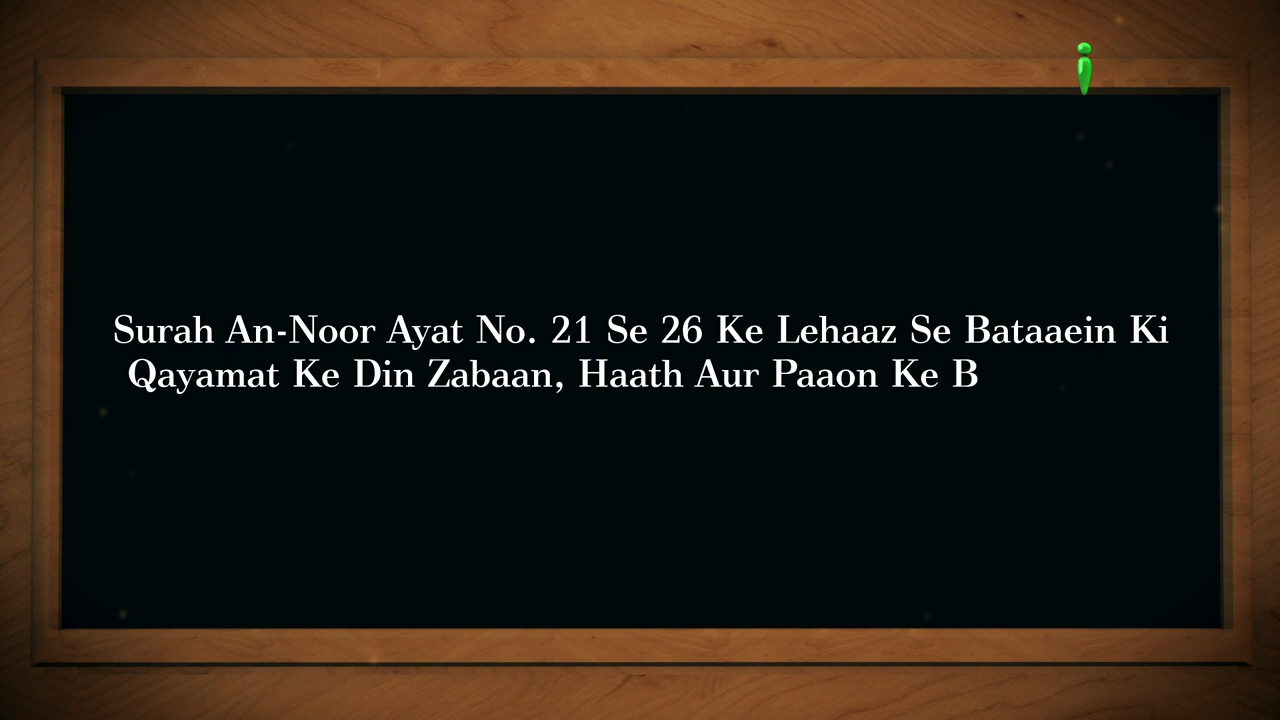 Surah An-Noor Ayat No. 21 Se 26 Ke Lehaaz Se Bataaein Ki
Qayamat Ke Din Zabaan, Haath Aur Paaon Ke B